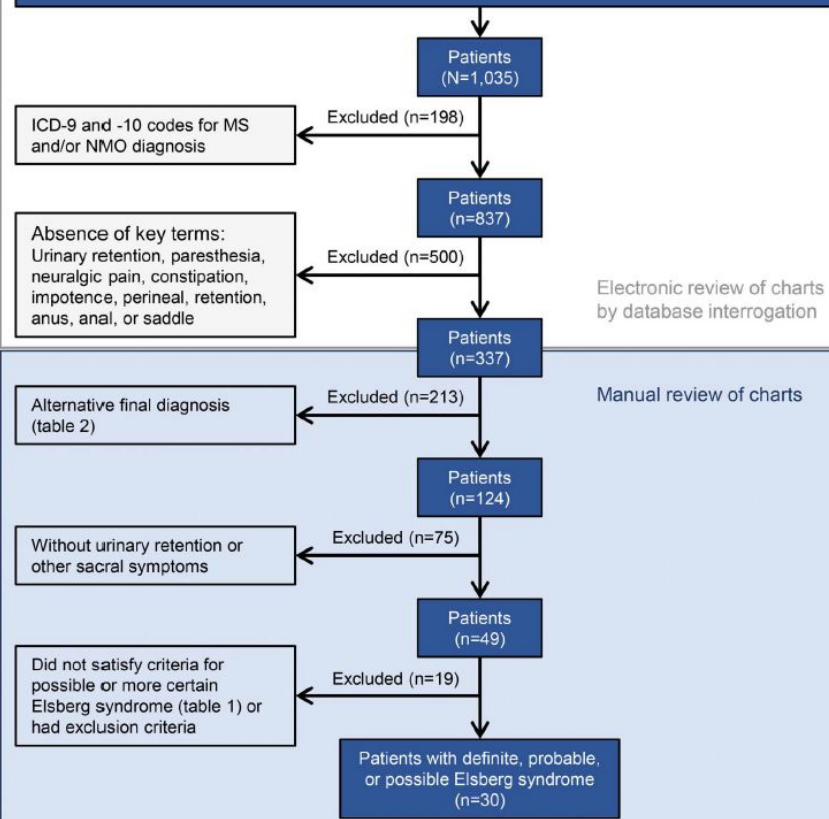 Patients
(N=1,035)
Excluded (n=198)
ICD-9 and -10 codes for MS
and/or NMO diagnosis
Patients
(n=837)
Excluded (n=500)
Absence of key terms:
Urinary retention, paresthesia,
neuralgic pain, constipation,
impotence, perineal, retention,
anus, anal, or saddle
Electronic review of charts
by database interrogation
Patients
(n=337)
Manual review of charts
Excluded (n=213)
Alternative final diagnosis
(table 2)
Patients
(n=124)
Excluded (n=75)
Without urinary retention or
other sacral symptoms
Patients
(n=49)
Excluded (n=19)
Did not satisfy criteria for
possible or more certain
Elsberg syndrome (table 1) or
had exclusion criteria
Patients with definite, probable,
or possible Elsberg syndrome
(n=30)